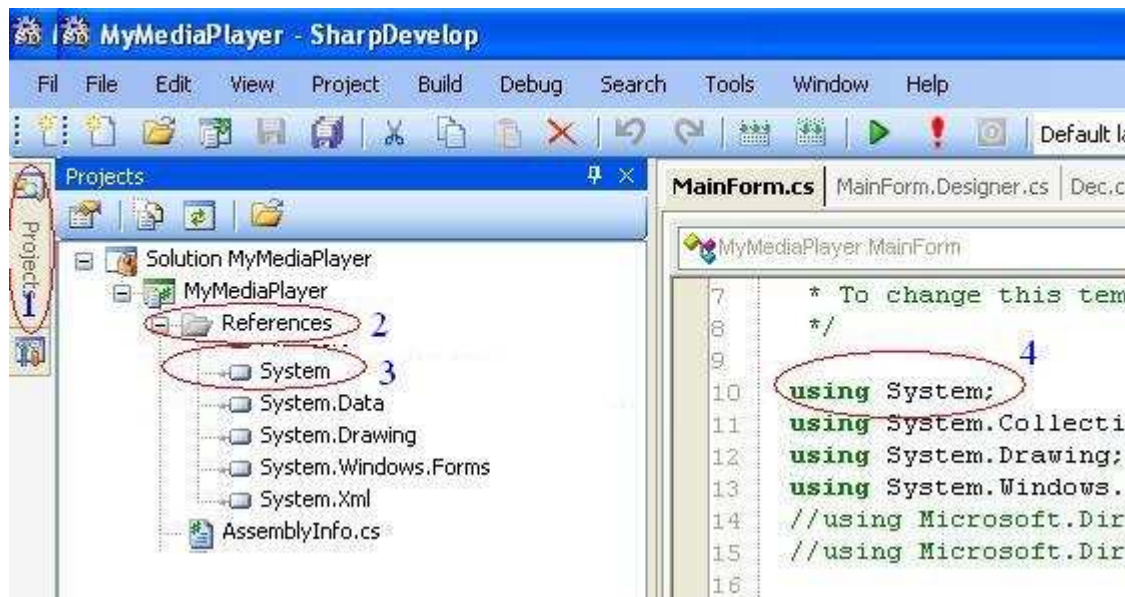 MyMediaPlayer - SharpDevelop
Fil File Edit View Project Build Debug Search Tools Window Help
Default la
Projects
1
Projects
Solution MyMediaPlayer
MyMediaPlayer
References 2
System 3
System.Data
System.Drawing
System.Windows.Forms
System.Xml
AssemblyInfo.cs
MainForm.cs MainForm.Designer.cs Dec.c
MyMediaPlayer.MainForm
7 * To change this tem
8 */
9
4
10 using System;
11 using System.Collecti
12 using System.Drawing;
13 using System.Windows.
14 //using Microsoft.Dir
15 //using Microsoft.Dir
16